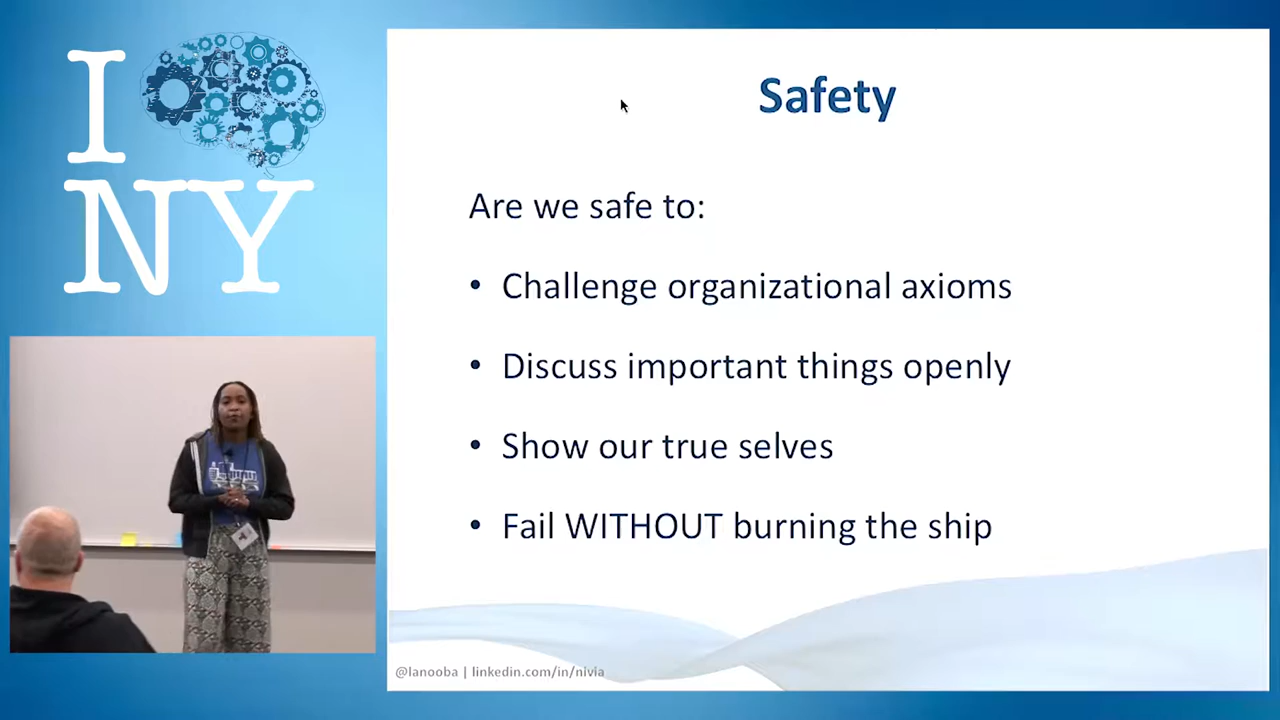 I
NY
Safety
Are we safe to:
• Challenge organizational axioms
• Discuss important things openly
• Show our true selves
• Fail WITHOUT burning the ship
@lanooba | linkedin.com/in/nivia